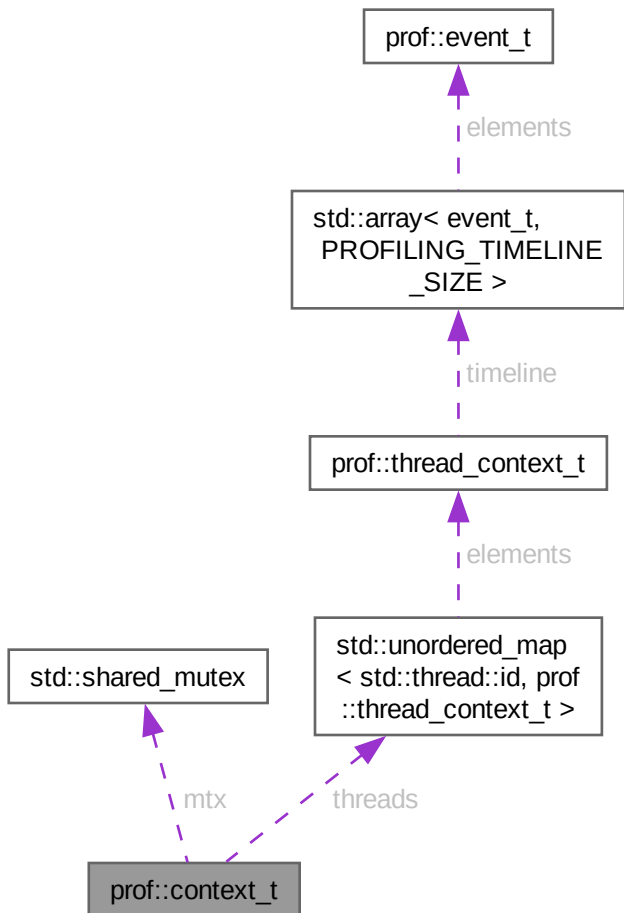 prof::event_t
elements
std::array< event_t,
PROFILING_TIMELINE
_SIZE >
timeline
prof::thread_context_t
elements
std::unordered_map
< std::thread::id, prof
::thread_context_t >
std::shared_mutex
mtx
threads
prof::context_t